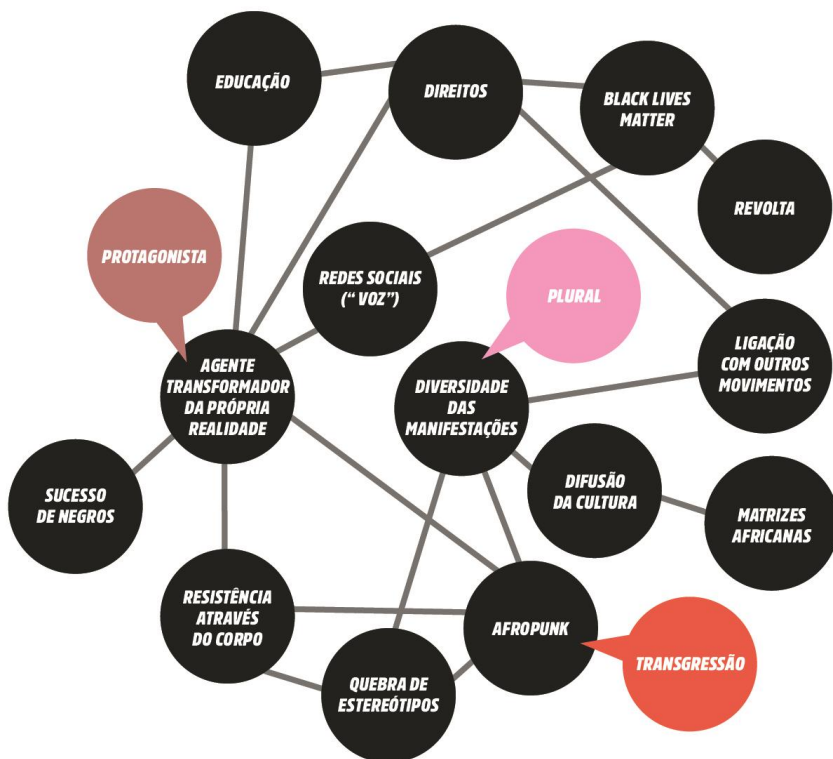 EDUCAÇÃO
DIREITOS
BLACK LIVES
MATTER
REVOLTA
PROTAGONISTA
REDES SOCIAIS
(“ VOZ”)
PLURAL
LIGAÇÃO
COM OUTROS
MOVIMENTOS
AGENTE
TRANSFORMADOR
DA PRÓPRIA
REALIDADE
DIVERSIDADE
DAS
MANIFESTAÇÕES
SUCESSO
DE NEGROS
DIFUSÃO
DA CULTURA
MATRIZES
AFRICANAS
RESISTÊNCIA
ATRAVÉS
DO CORPO
AFROPUNK
TRANSGRESSÃO
QUEBRA DE
ESTEREÓTIPOS